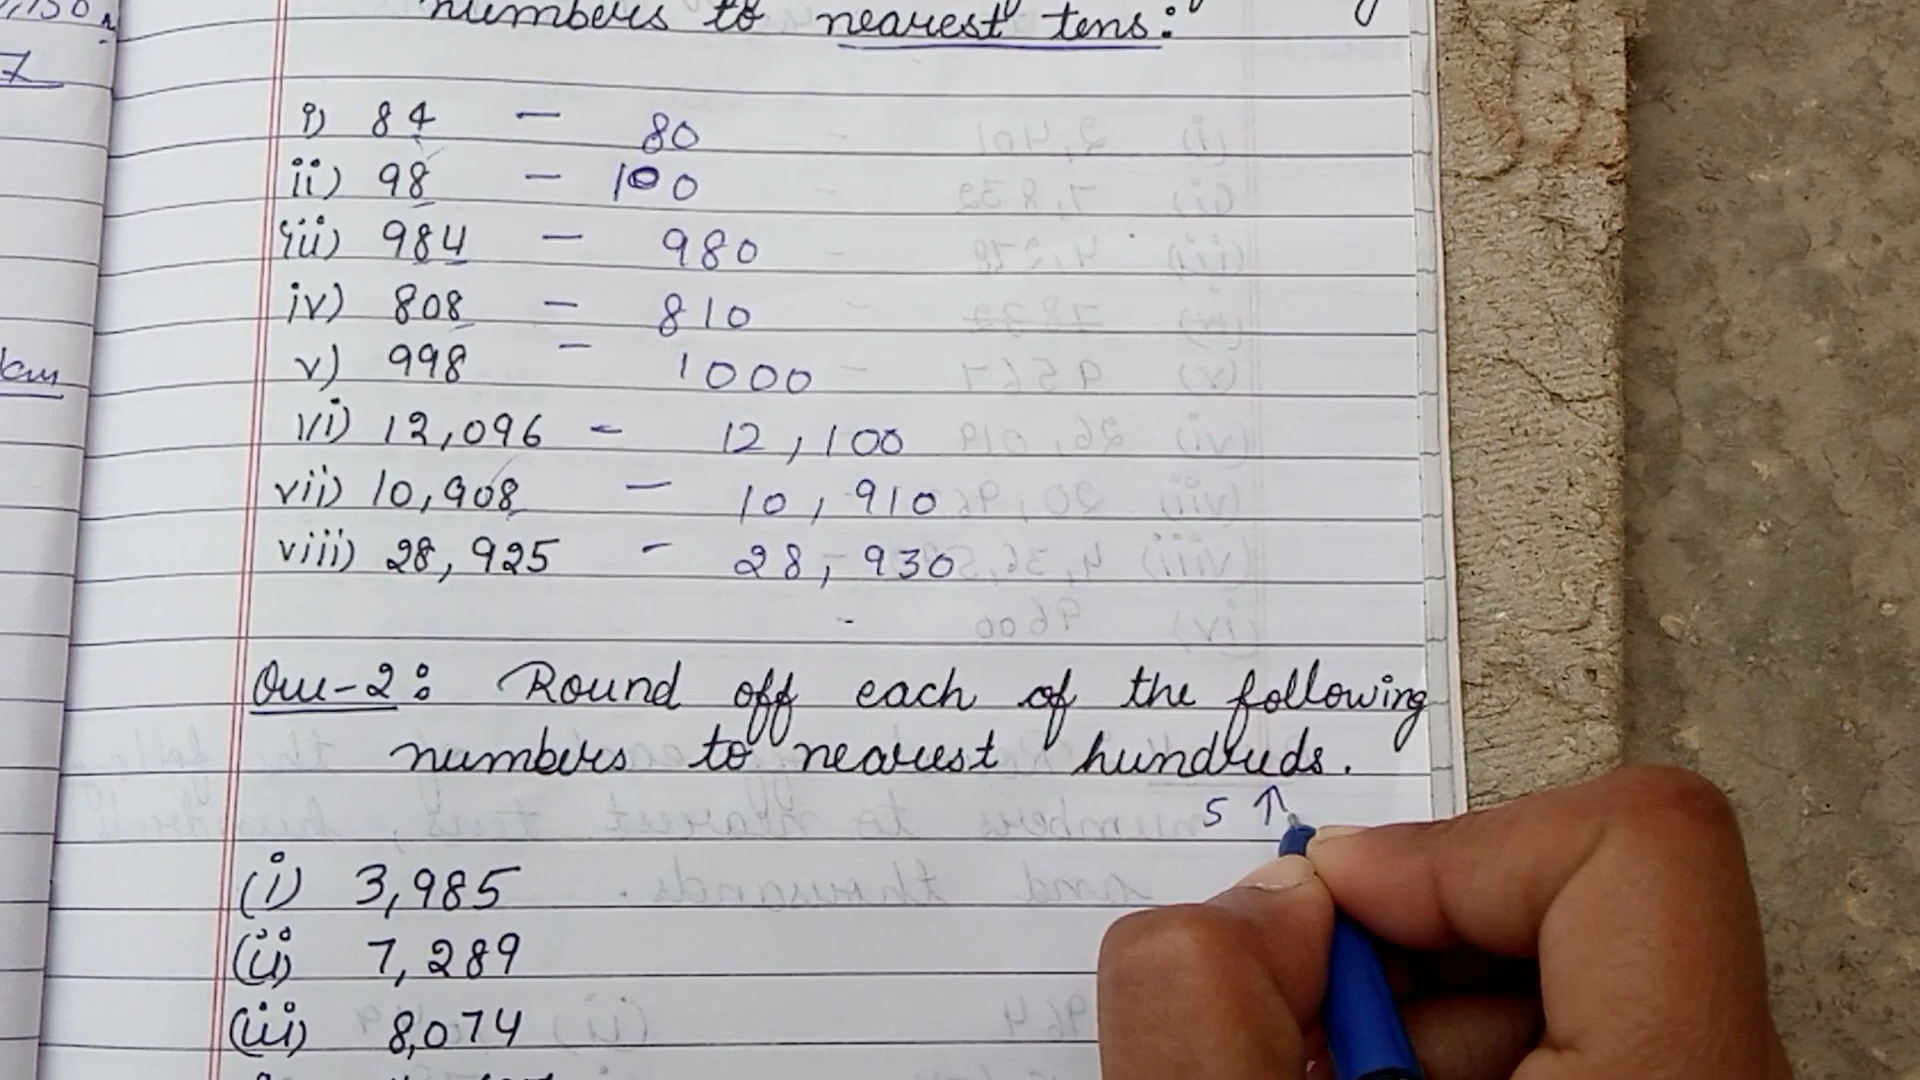 numbers to nearest tens:
i) 84 - 80
ii) 98 - 100
iii) 984 - 980
iv) 808 - 810
v) 998 - 1000
vi) 12,096 - 12,100
vii) 10,908 - 10,910
viii) 28,925 - 28,930
Que-2: Round off each of the following
numbers to nearest hundreds.
5 ↑
(i) 3,985
(ii) 7,289
(iii) 8,074